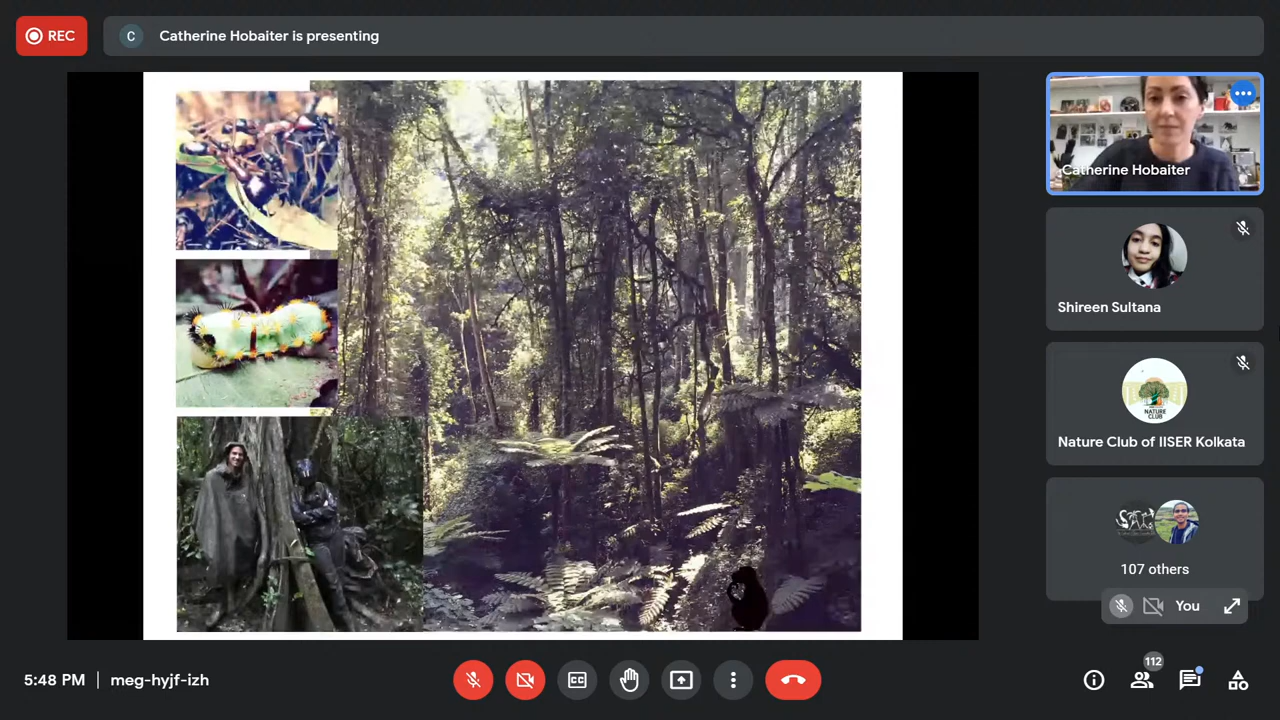 REC
C
Catherine Hobaiter is presenting
Catherine Hobaiter
Shireen Sultana
NATURE
CLUB
Nature Club of IISER Kolkata
107 others
You
5:48 PM
meg-hyjf-izh
CC
112